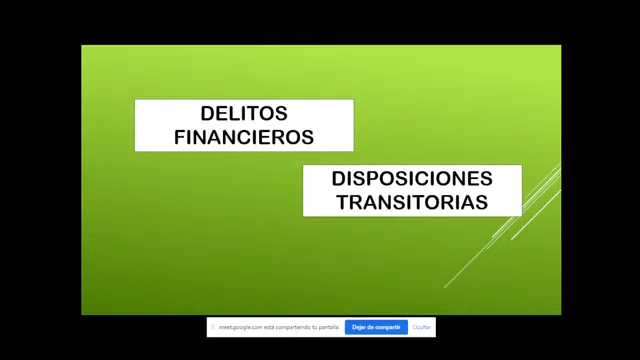 DELITOS
FINANCIEROS
DISPOSICIONES
TRANSITORIAS
meet.google.com está compartiendo tu pantalla. Dejar de compartir Ocultar